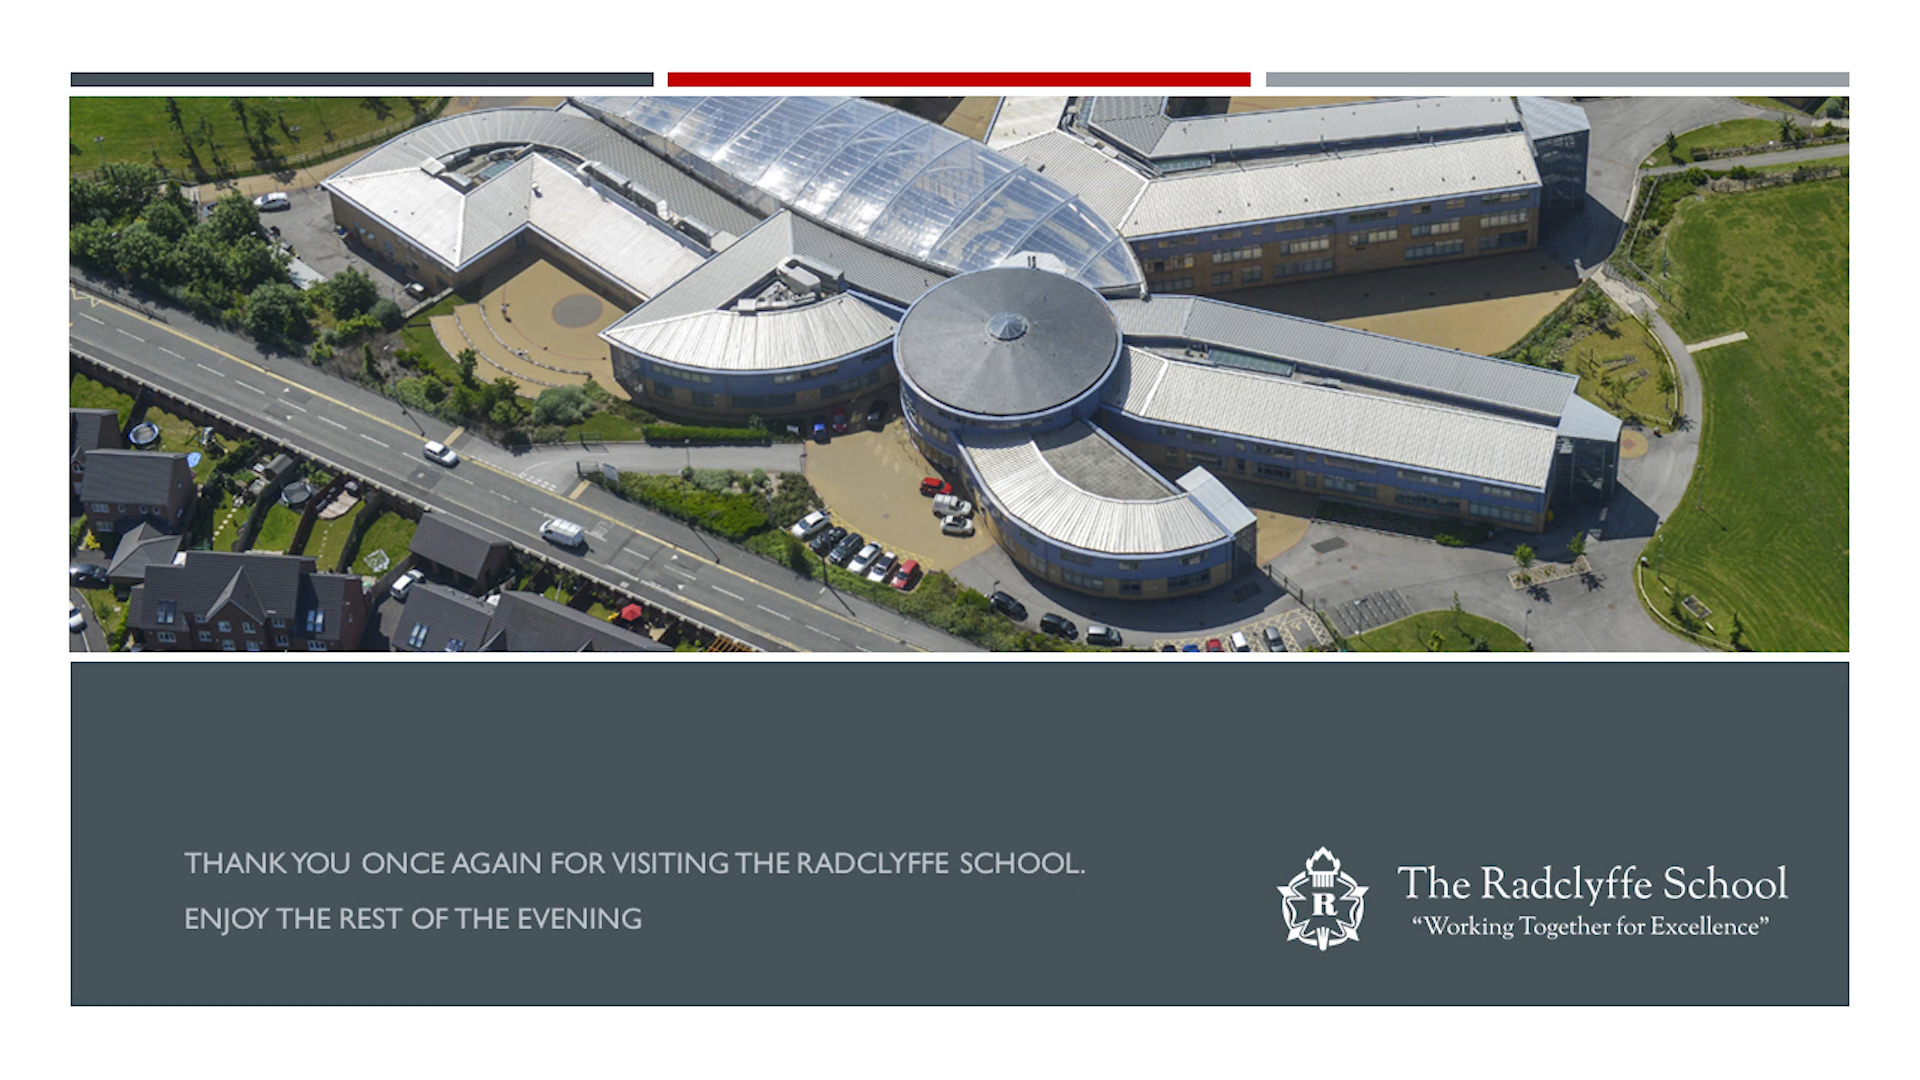 THANK YOU ONCE AGAIN FOR VISITING THE RADCLYFFE SCHOOL.
ENJOY THE REST OF THE EVENING
R
The Radclyffe School
“Working Together for Excellence”